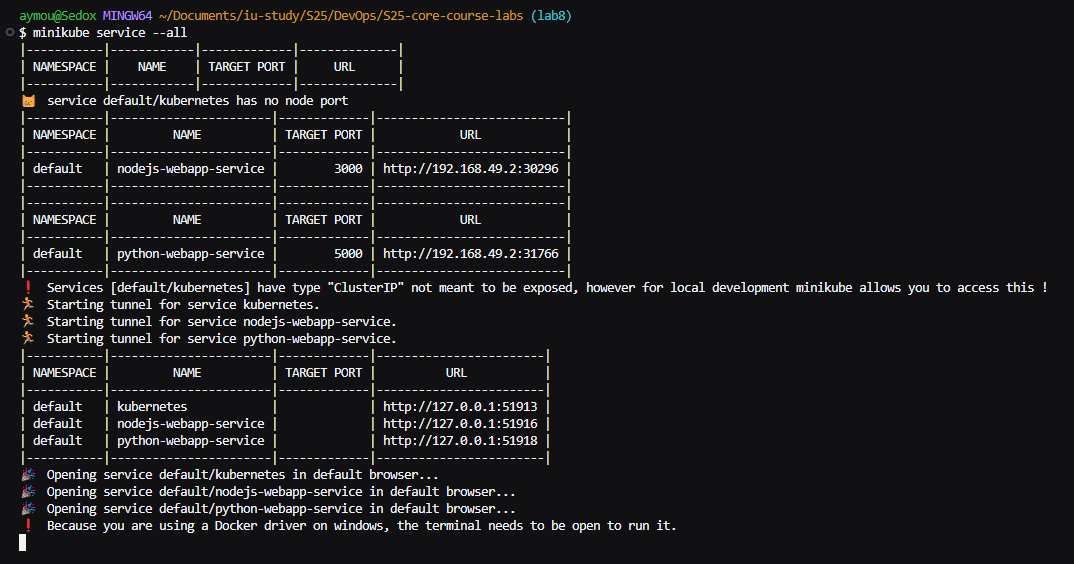 aymou@Sedox MINGW64 ~/Documents/iu-study/S25/DevOps/S25-core-course-labs (lab8)
$ minikube service --all
|-----------|-----------|-------------|--------------|
| NAMESPACE |   NAME    | TARGET PORT |     URL      |
|-----------|-----------|-------------|--------------|
😿  service default/kubernetes has no node port
|-----------|-----------------------|-------------|---------------------------|
| NAMESPACE |         NAME          | TARGET PORT |            URL            |
|-----------|-----------------------|-------------|---------------------------|
| default   | nodejs-webapp-service |        3000 | http://192.168.49.2:30296 |
|-----------|-----------------------|-------------|---------------------------|
|-----------|-----------------------|-------------|---------------------------|
| NAMESPACE |         NAME          | TARGET PORT |            URL            |
|-----------|-----------------------|-------------|---------------------------|
| default   | python-webapp-service |        5000 | http://192.168.49.2:31766 |
|-----------|-----------------------|-------------|---------------------------|
❗  Services [default/kubernetes] have type "ClusterIP" not meant to be exposed, however for local development minikube allows you to access this !
🏃  Starting tunnel for service kubernetes.
🏃  Starting tunnel for service nodejs-webapp-service.
🏃  Starting tunnel for service python-webapp-service.
|-----------|-----------------------|-------------|------------------------|
| NAMESPACE |         NAME          | TARGET PORT |          URL           |
|-----------|-----------------------|-------------|------------------------|
| default   | kubernetes            |             | http://127.0.0.1:51913 |
| default   | nodejs-webapp-service |             | http://127.0.0.1:51916 |
| default   | python-webapp-service |             | http://127.0.0.1:51918 |
|-----------|-----------------------|-------------|------------------------|
🎉  Opening service default/kubernetes in default browser...
🎉  Opening service default/nodejs-webapp-service in default browser...
🎉  Opening service default/python-webapp-service in default browser...
❗  Because you are using a Docker driver on windows, the terminal needs to be open to run it.